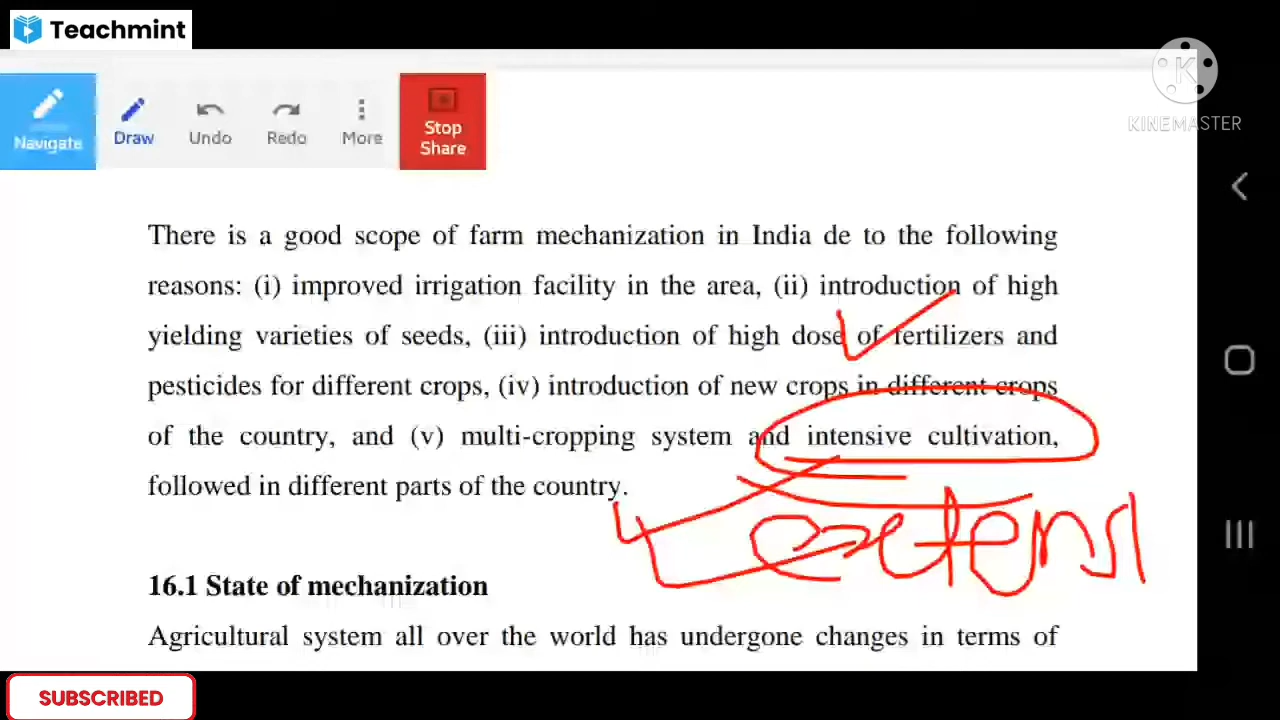 Teachmint
KINEMASTER
Navigate
Draw
Undo
Redo
More
Stop
Share
There is a good scope of farm mechanization in India de to the following
reasons: (i) improved irrigation facility in the area, (ii) introduction of high
yielding varieties of seeds, (iii) introduction of high dose of fertilizers and
pesticides for different crops, (iv) introduction of new crops in different crops
of the country, and (v) multi-cropping system and intensive cultivation,
followed in different parts of the country.
extensi
16.1 State of mechanization
Agricultural system all over the world has undergone changes in terms of
SUBSCRIBED